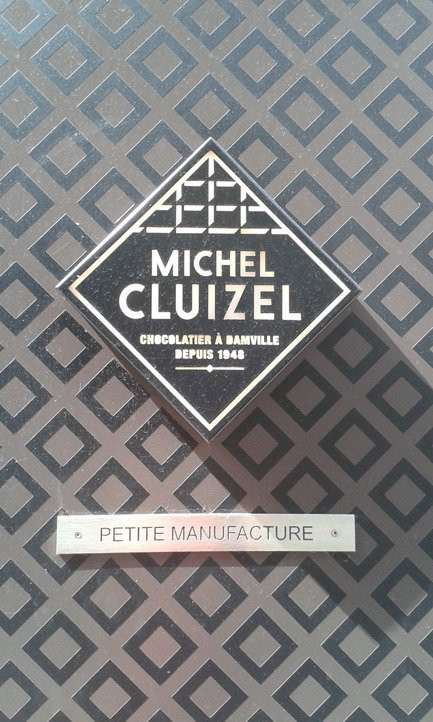 MICHEL
CLUIZEL
CHOCOLATIER À DAMVILLE
DEPUIS 1948
PETITE MANUFACTURE